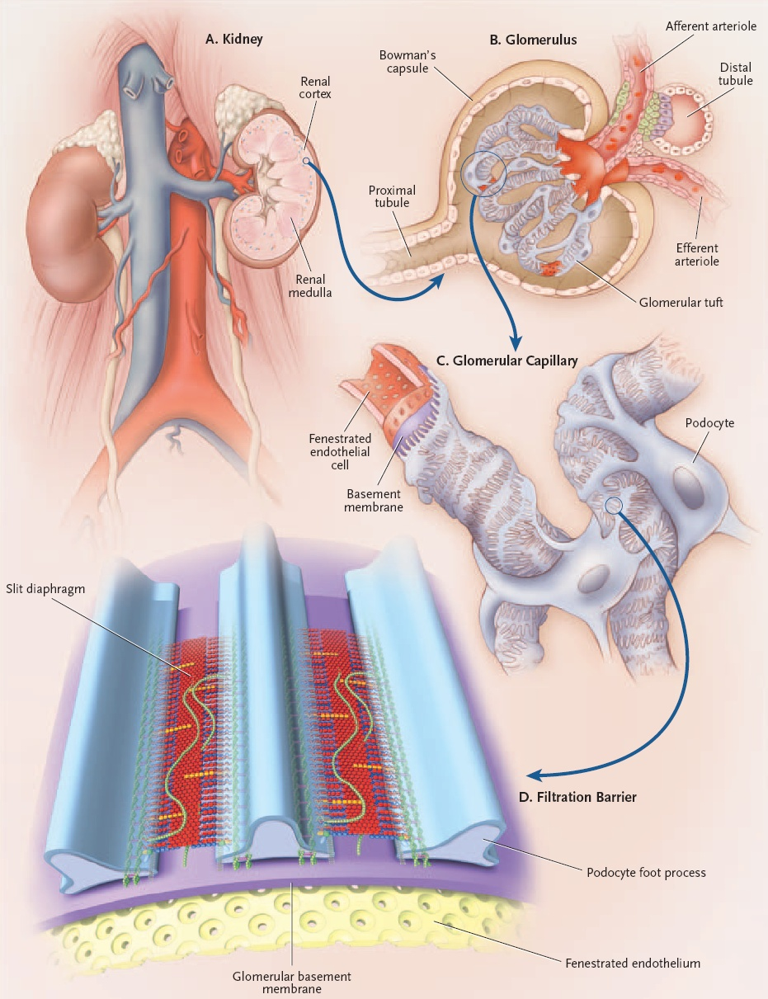 A. Kidney
Renal
cortex
Renal
medulla
B. Glomerulus
Afferent arteriole
Bowman's
capsule
Distal
tubule
Proximal
tubule
Efferent
arteriole
Glomerular tuft
C. Glomerular Capillary
Fenestrated
endothelial
cell
Basement
membrane
Podocyte
Slit diaphragm
D. Filtration Barrier
Podocyte foot process
Fenestrated endothelium
Glomerular basement
membrane